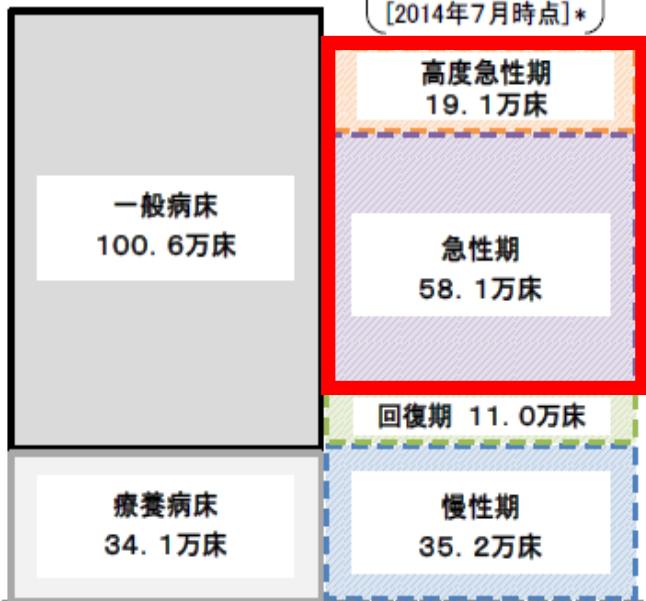 [2014年7月時点]*
高度急性期
19.1万床
一般病床
100.6万床
急性期
58.1万床
回復期 11.0万床
療養病床
34.1万床
慢性期
35.2万床